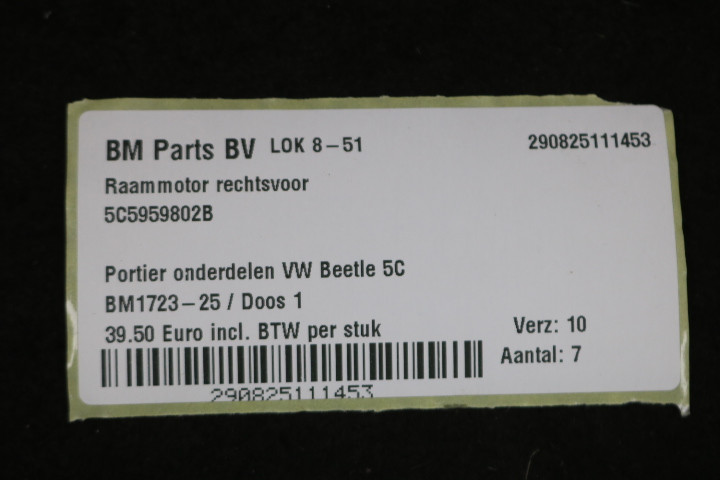 BM Parts BV LOK 8-51 290825111453
Raammotor rechtsvoor
5C5959802B
Portier onderdelen VW Beetle 5C
BM1723-25 / Doos 1
39.50 Euro incl. BTW per stuk Verz: 10
Aantal: 7
290825111453